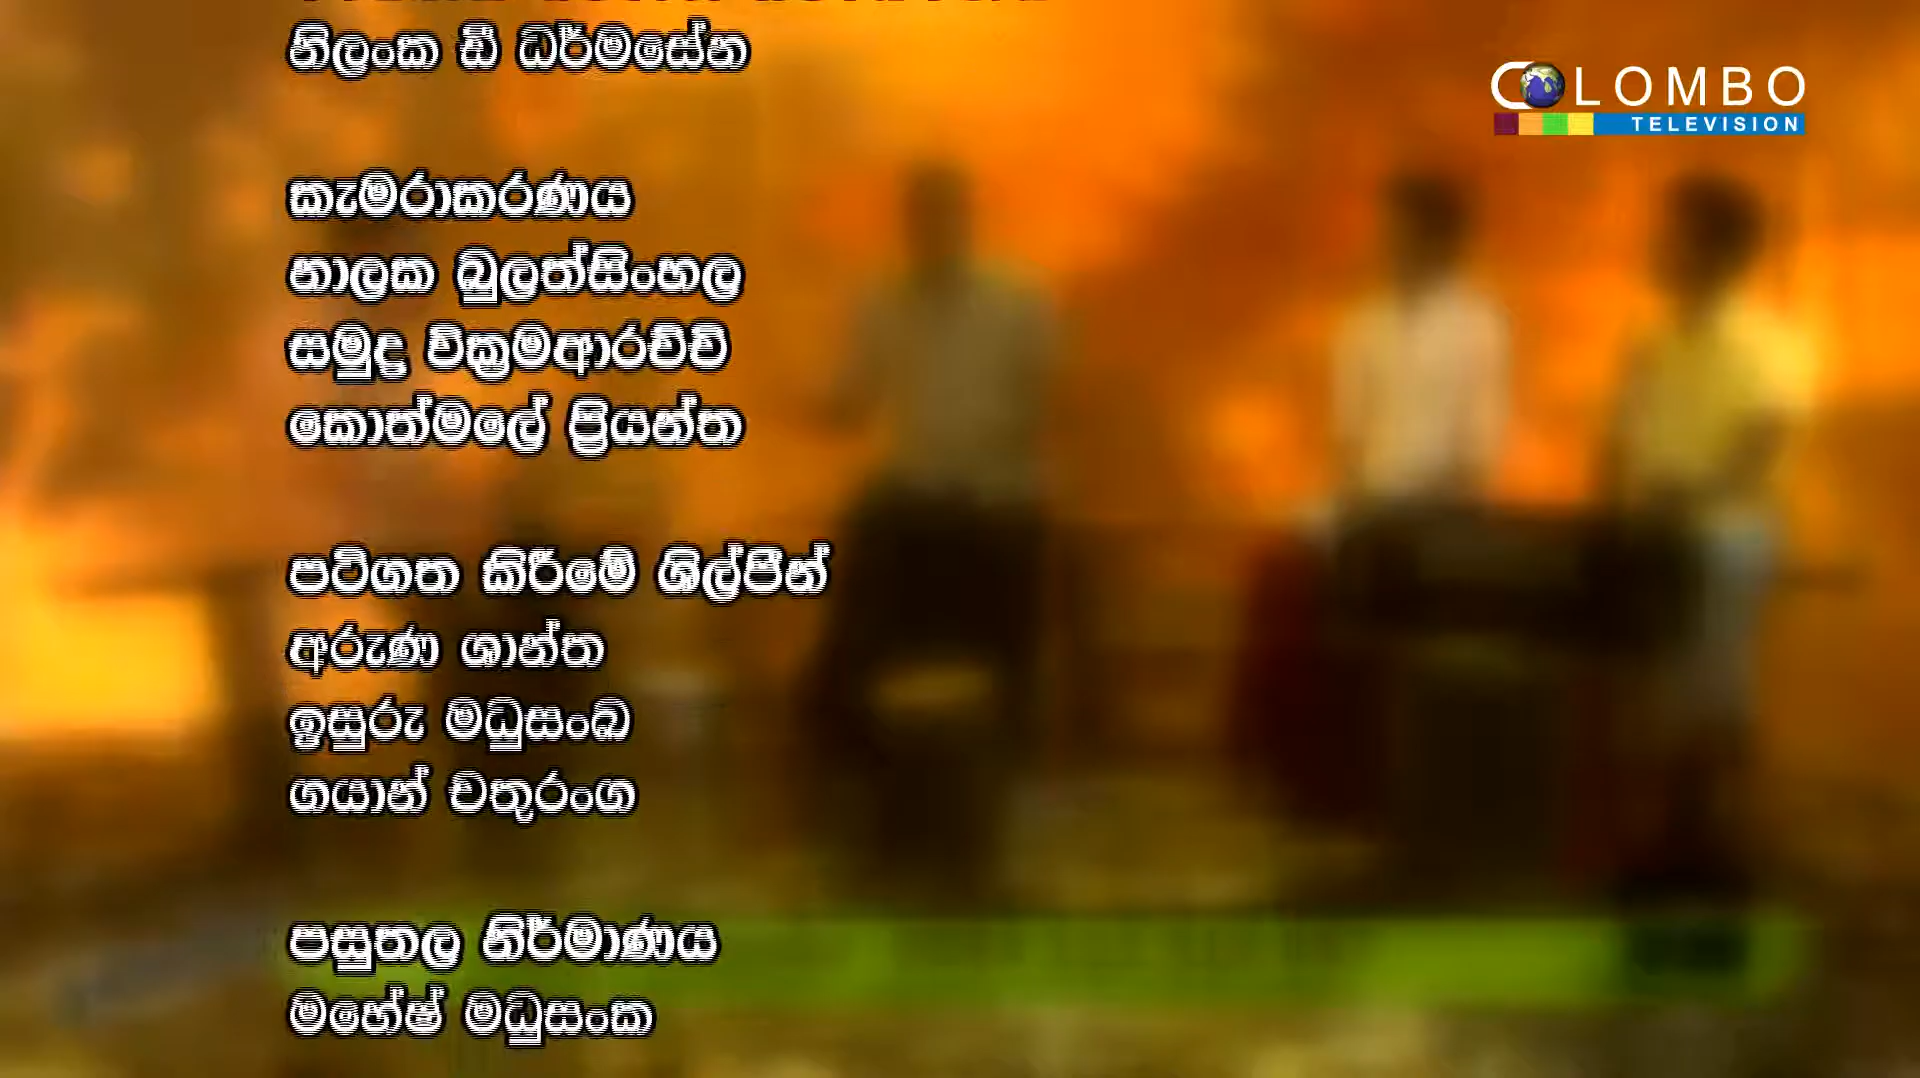 නිලංක ඩී ධර්මසේන
COLOMBO
TELEVISION
කැමරාකරණය
නාලක බුලත්සිංහල
සමුද්‍ර වික්‍රමආරච්චි
කොත්මලේ ප්‍රියන්ත
පටිගත කිරීමේ ශිල්පීන්
අරුණ ශාන්ත
ඉසුරු මධුසංඛ
ගයාන් චතුරංග
පසුතල නිර්මාණය
මහේෂ් මධුසංක